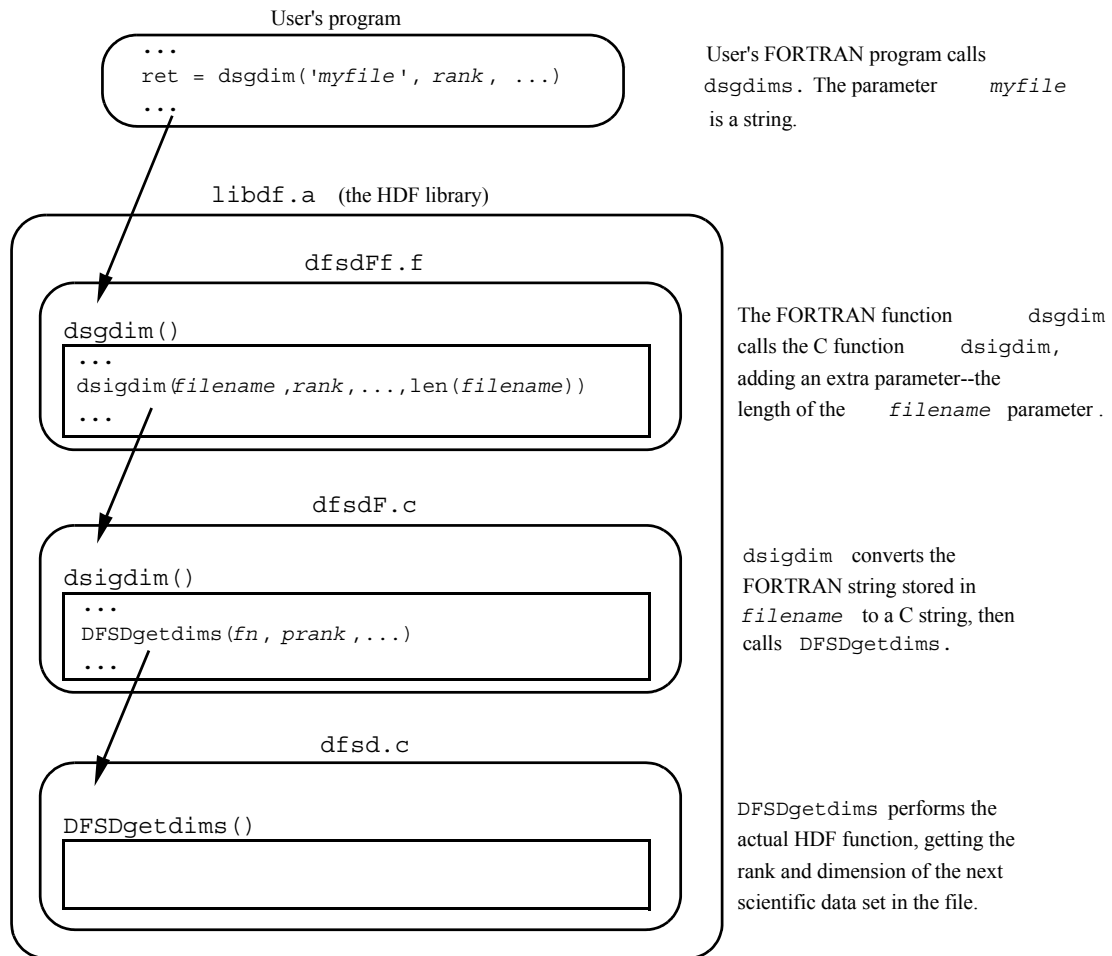 User's program
...
ret = dsgdim('myfile', rank, ...)
...
User's FORTRAN program calls
dsgdims. The parameter myfile
is a string.
libdf.a (the HDF library)
dfsdFf.f
dsgdim()
...
dsigdim(filename,rank,...,len(filename))
...
The FORTRAN function dsgdim
calls the C function dsigdim,
adding an extra parameter--the
length of the filename parameter.
dfsdF.c
dsigdim()
...
DFSDgetdims(fn, prank,...)
...
dsigdim converts the
FORTRAN string stored in
filename to a C string, then
calls DFSDgetdims.
dfsd.c
DFSDgetdims()
DFSDgetdims performs the
actual HDF function, getting the
rank and dimension of the next
scientific data set in the file.